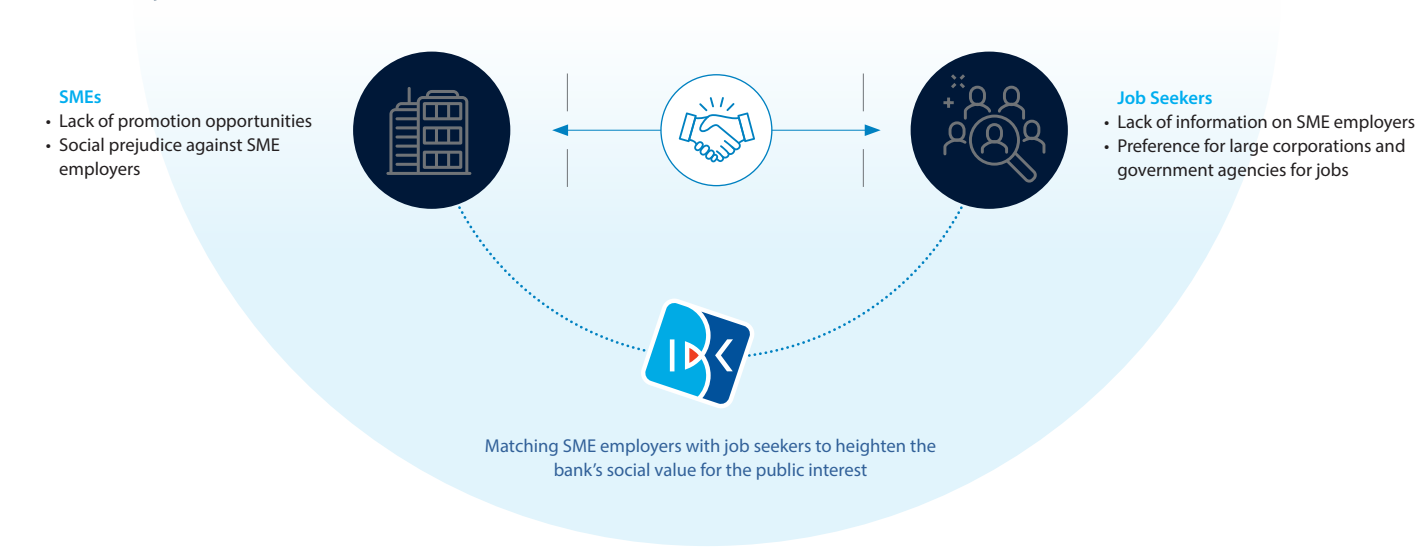 SMEs
• Lack of promotion opportunities
• Social prejudice against SME
employers
Job Seekers
• Lack of information on SME employers
• Preference for large corporations and
government agencies for jobs
IBK
Matching SME employers with job seekers to heighten the
bank's social value for the public interest